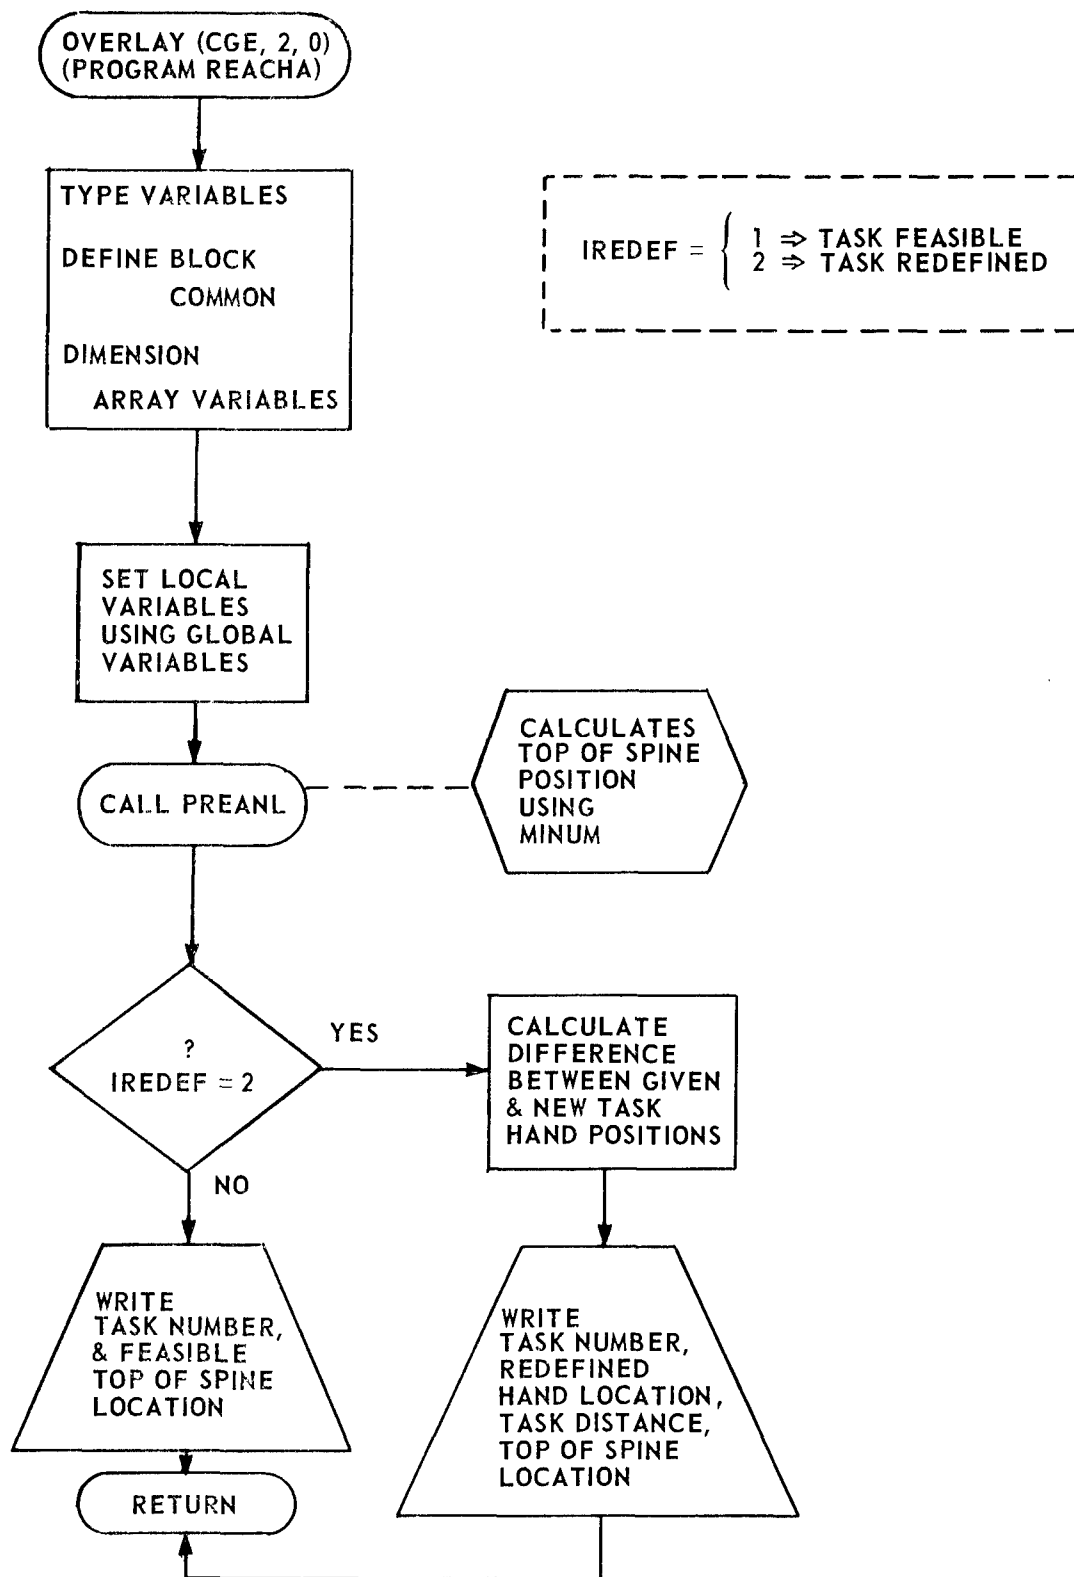 OVERLAY (CGE, 2, 0)
(PROGRAM REACHA)
TYPE VARIABLES
DEFINE BLOCK
COMMON
DIMENSION
ARRAY VARIABLES
IREDEF = { 1 ⇒ TASK FEASIBLE
2 ⇒ TASK REDEFINED
SET LOCAL
VARIABLES
USING GLOBAL
VARIABLES
CALL PREANL
CALCULATES
TOP OF SPINE
POSITION
USING
MINUM
?
IREDEF = 2
YES
NO
CALCULATE
DIFFERENCE
BETWEEN GIVEN
& NEW TASK
HAND POSITIONS
WRITE
TASK NUMBER,
& FEASIBLE
TOP OF SPINE
LOCATION
WRITE
TASK NUMBER,
REDEFINED
HAND LOCATION,
TASK DISTANCE,
TOP OF SPINE
LOCATION
RETURN